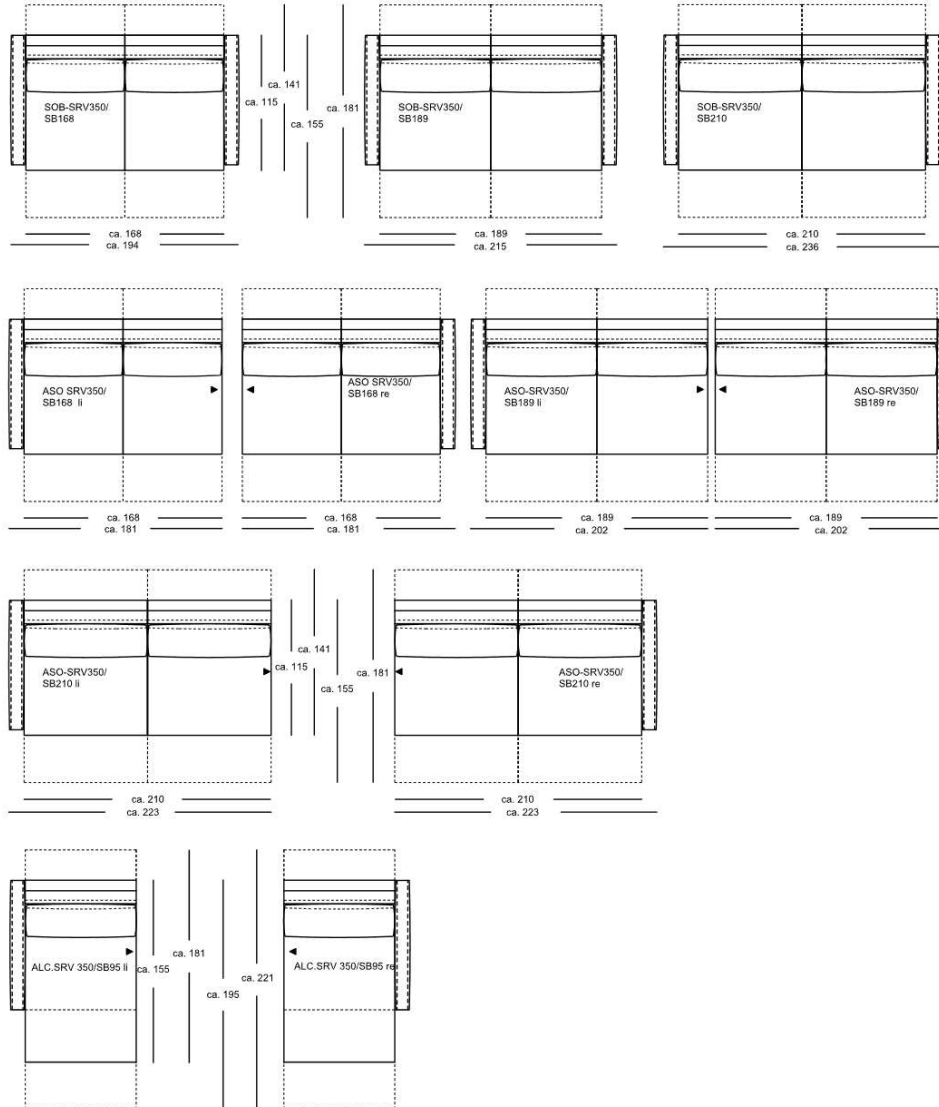 SOB-SRV350/
SB168
ca. 141
ca. 115
ca. 155
ca. 181
SOB-SRV350/
SB189
SOB-SRV350/
SB210
ca. 168
ca. 194
ca. 189
ca. 215
ca. 210
ca. 236
ASO SRV350/
SB168 li
ASO SRV350/
SB168 re
ASO-SRV350/
SB189 li
ASO-SRV350/
SB189 re
ca. 168
ca. 181
ca. 168
ca. 181
ca. 189
ca. 202
ca. 189
ca. 202
ASO-SRV350/
SB210 li
ca. 141
ca. 115
ca. 155
ca. 181
ASO-SRV350/
SB210 re
ca. 210
ca. 223
ca. 210
ca. 223
ALC.SRV 350/SB95 li
ca. 155
ca. 181
ca. 195
ca. 221
ALC.SRV 350/SB95 re